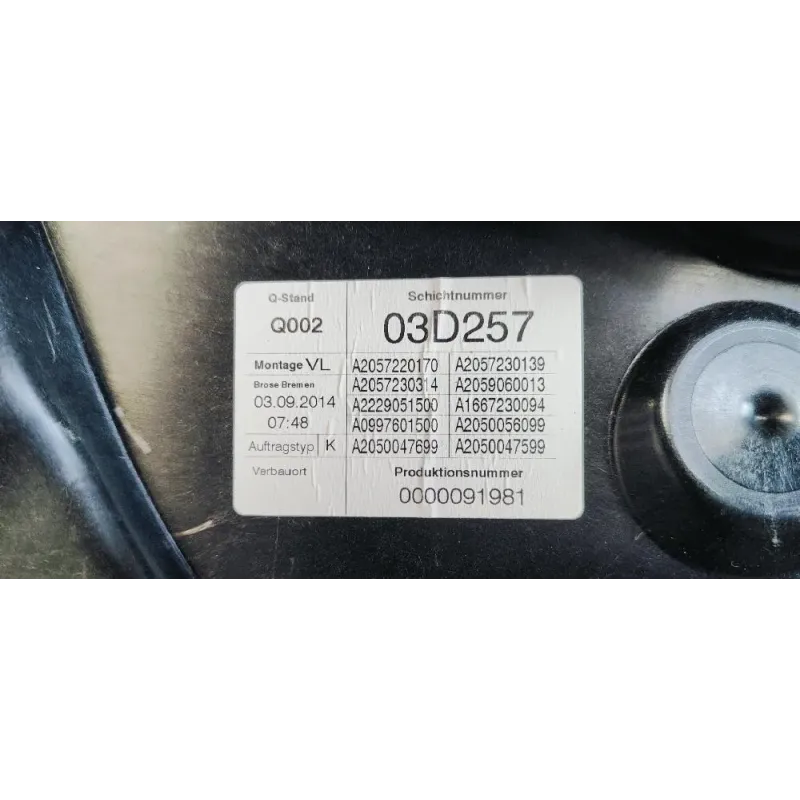 Q-Stand Schichtnummer
Q002 03D257
Montage VL A2057220170 A2057230139
Brose Bremen A2057230314 A2059060013
03.09.2014 A2229051500 A1667230094
07:48 A0997601500 A2050056099
Auftragstyp K A2050047699 A2050047599
Verbauort Produktionsnummer
0000091981